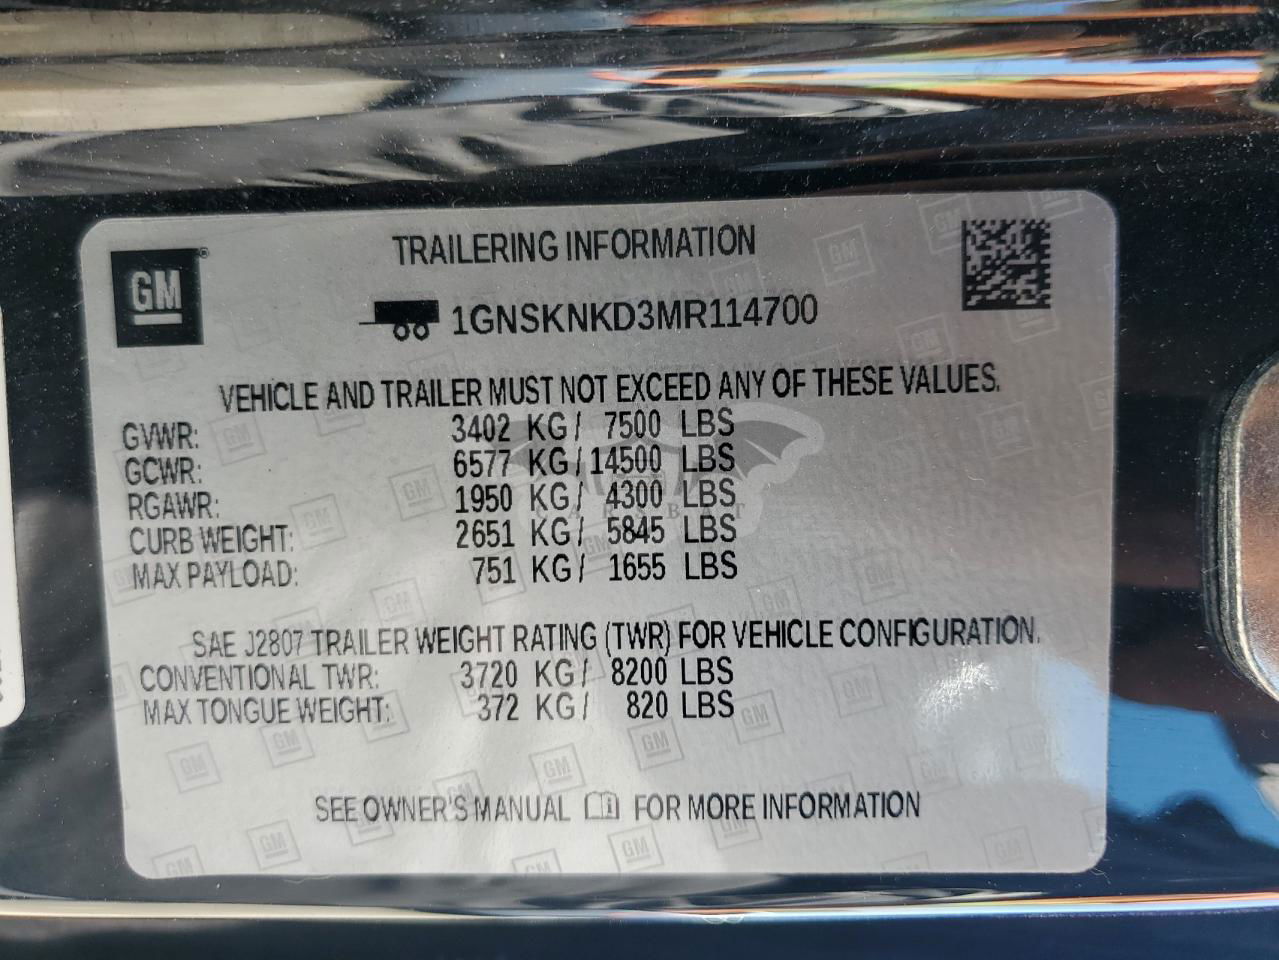 GM
TRAILERING INFORMATION
1GNSKNKD3MR114700
VEHICLE AND TRAILER MUST NOT EXCEED ANY OF THESE VALUES.
GVWR: 3402 KG / 7500 LBS
GCWR: 6577 KG / 14500 LBS
RGAWR: 1950 KG / 4300 LBS
CURB WEIGHT: 2651 KG / 5845 LBS
MAX PAYLOAD: 751 KG / 1655 LBS
CARSBAT
SAE J2807 TRAILER WEIGHT RATING (TWR) FOR VEHICLE CONFIGURATION.
CONVENTIONAL TWR: 3720 KG / 8200 LBS
MAX TONGUE WEIGHT: 372 KG / 820 LBS
SEE OWNER'S MANUAL FOR MORE INFORMATION